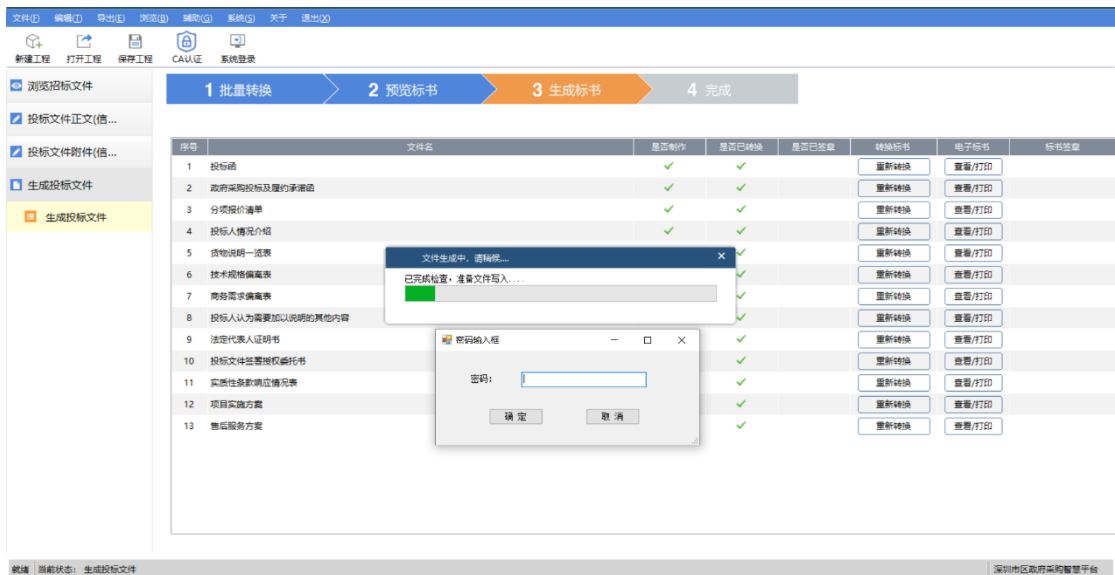 文件(F) 编辑(T) 导出(E) 浏览(B) 辅助(G) 系统(S) 关于 退出(X)
新建工程 打开工程 保存工程 CA认证 系统登录
浏览招标文件
投标文件正文(信...
投标文件附件(信...
生成投标文件
生成投标文件
1 批量转换 2 预览标书 3 生成标书 4 完成
序号 文件名 是否制作 是否已转换 是否已签章 转换标书 电子标书 标书签章
1 投标函 重新转换 查看/打印
2 政府采购投标及履约承诺函 重新转换 查看/打印
3 分项报价清单 重新转换 查看/打印
4 投标人情况介绍 重新转换 查看/打印
5 货物说明一览表 重新转换 查看/打印
6 技术规格偏离表 重新转换 查看/打印
7 商务需求偏离表 重新转换 查看/打印
8 投标人认为需要加以说明的其他内容 重新转换 查看/打印
9 法定代表人证明书 重新转换 查看/打印
10 投标文件签署授权委托书 重新转换 查看/打印
11 实质性条款响应情况表 重新转换 查看/打印
12 项目实施方案 重新转换 查看/打印
13 售后服务方案 重新转换 查看/打印
文件生成中，请稍候....
已完成检查，准备文件写入....
密码输入框
密码：
确 定 取 消
就绪 当前状态： 生成投标文件 深圳市区政府采购智慧平台